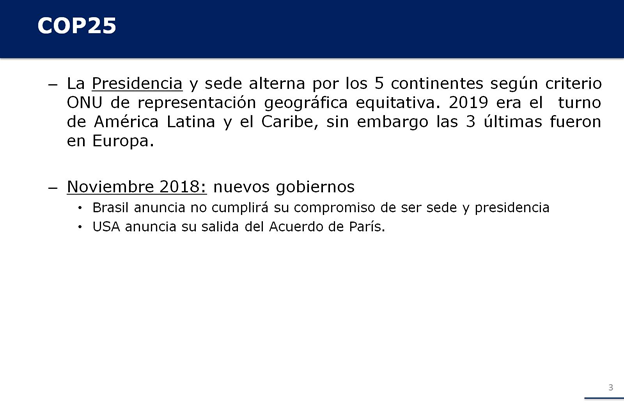 COP25
– La Presidencia y sede alterna por los 5 continentes según criterio
ONU de representación geográfica equitativa. 2019 era el turno
de América Latina y el Caribe, sin embargo las 3 últimas fueron
en Europa.
– Noviembre 2018: nuevos gobiernos
• Brasil anuncia no cumplirá su compromiso de ser sede y presidencia
• USA anuncia su salida del Acuerdo de París.
3